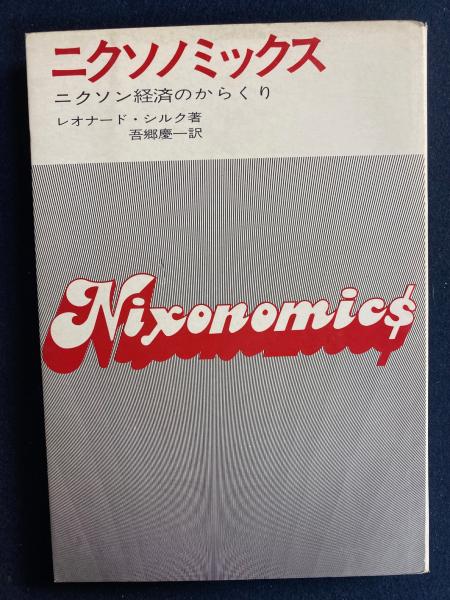 ニクソノミックス
ニクソン経済のからくり
レオナード・シルク著
吾郷慶一訳
Nixonomic$